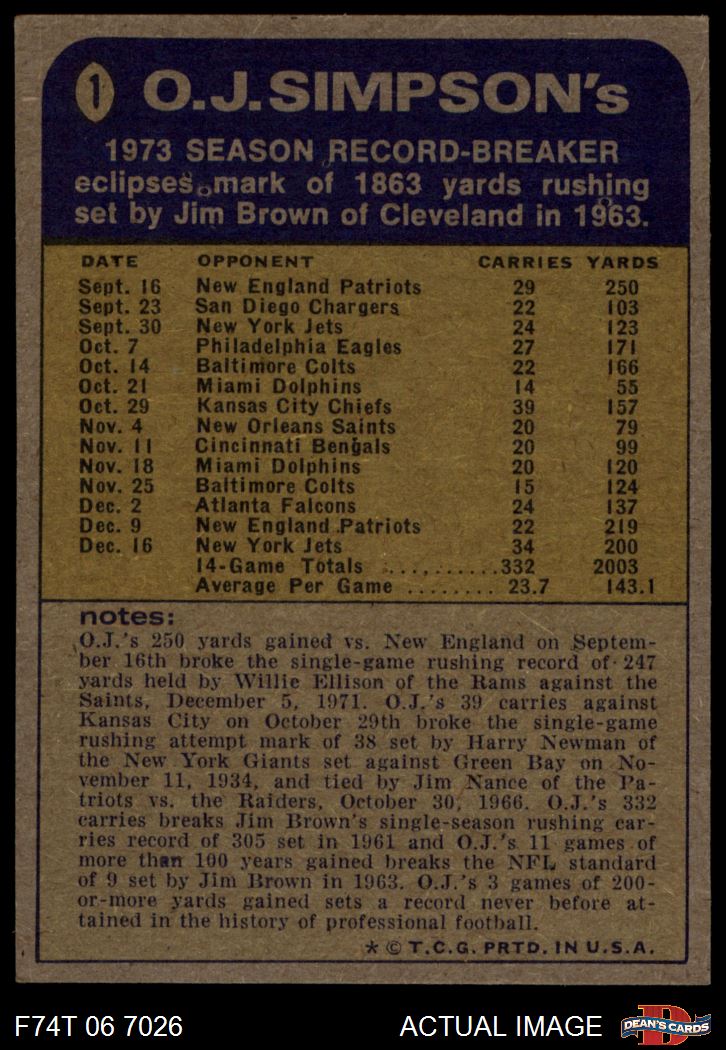 1 O.J. SIMPSON's
1973 SEASON RECORD-BREAKER
eclipses mark of 1863 yards rushing
set by Jim Brown of Cleveland in 1963.
DATE OPPONENT CARRIES YARDS
Sept. 16 New England Patriots 29 250
Sept. 23 San Diego Chargers 22 103
Sept. 30 New York Jets 24 123
Oct. 7 Philadelphia Eagles 27 171
Oct. 14 Baltimore Colts 22 166
Oct. 21 Miami Dolphins 14 55
Oct. 29 Kansas City Chiefs 39 157
Nov. 4 New Orleans Saints 20 79
Nov. 11 Cincinnati Bengals 20 99
Nov. 18 Miami Dolphins 20 120
Nov. 25 Baltimore Colts 15 124
Dec. 2 Atlanta Falcons 24 137
Dec. 9 New England Patriots 22 219
Dec. 16 New York Jets 34 200
14-Game Totals ..........332 2003
Average Per Game ........ 23.7 143.1
notes:
O.J.'s 250 yards gained vs. New England on Septem-
ber 16th broke the single-game rushing record of 247
yards held by Willie Ellison of the Rams against the
Saints, December 5, 1971. O.J.'s 39 carries against
Kansas City on October 29th broke the single-game
rushing attempt mark of 38 set by Harry Newman of
the New York Giants set against Green Bay on No-
vember 11, 1934, and tied by Jim Nance of the Pa-
triots vs. the Raiders, October 30, 1966. O.J.'s 332
carries breaks Jim Brown's single-season rushing car-
ries record of 305 set in 1961 and O.J.'s 11 games of
more than 100 years gained breaks the NFL standard
of 9 set by Jim Brown in 1963. O.J.'s 3 games of 200-
or-more yards gained sets a record never before at-
tained in the history of professional football.
* © T.C.G. PRTD. IN U.S.A.
F74T 06 7026 ACTUAL IMAGE DEAN'S CARDS